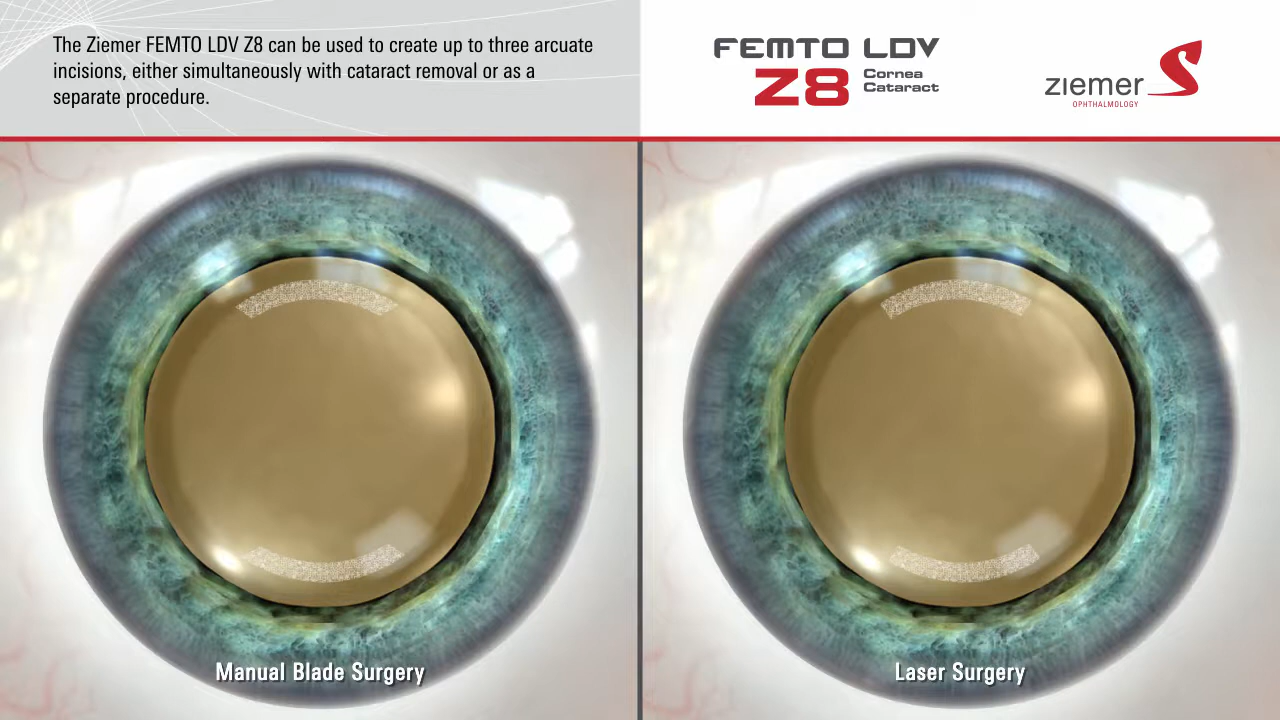 The Ziemer FEMTO LDV Z8 can be used to create up to three arcuate
incisions, either simultaneously with cataract removal or as a
separate procedure.
FEMTO LDV
Z8 Cornea
Cataract
ziemer
OPHTHALMOLOGY
Manual Blade Surgery
Laser Surgery